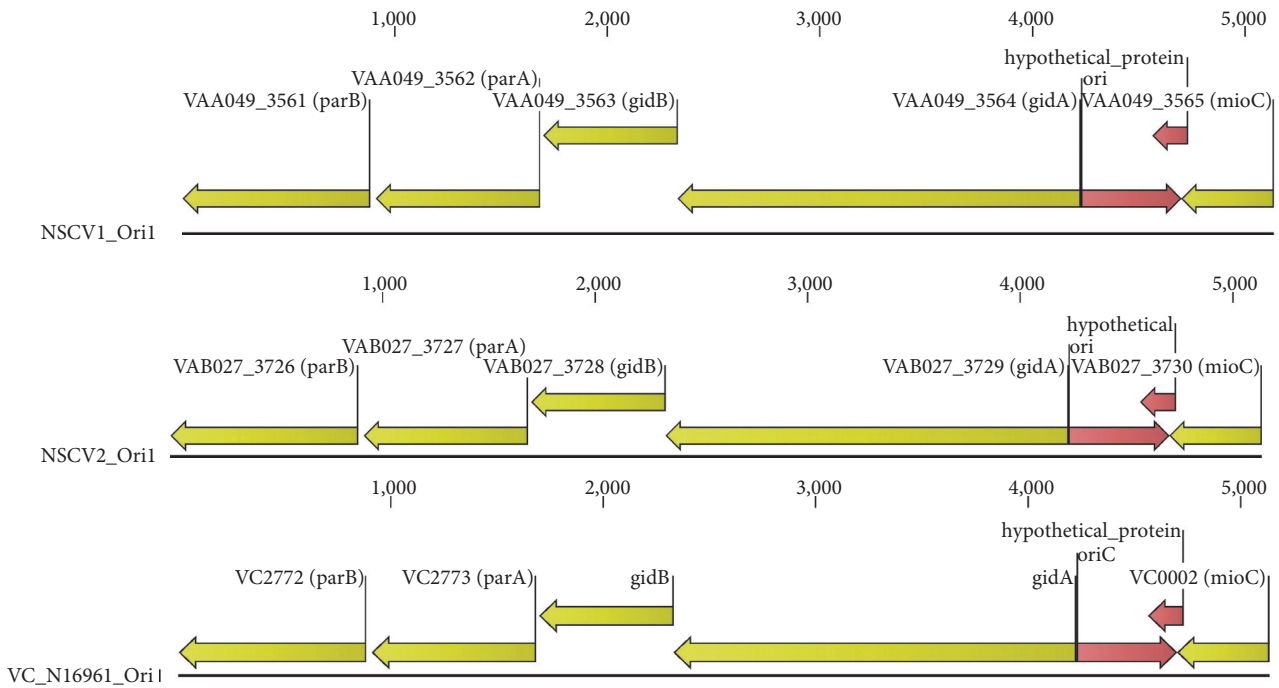 1,000 2,000 3,000 4,000 5,000
hypothetical_protein
VAA049_3562 (parA) ori
VAA049_3561 (parB) VAA049_3563 (gidB) VAA049_3564 (gidA) VAA049_3565 (mioC)
NSCV1_Ori1
1,000 2,000 3,000 4,000 5,000
hypothetical
VAB027_3727 (parA) ori
VAB027_3726 (parB) VAB027_3728 (gidB) VAB027_3729 (gidA) VAB027_3730 (mioC)
NSCV2_Ori1
1,000 2,000 3,000 4,000 5,000
hypothetical_protein
oriC
VC2772 (parB) VC2773 (parA) gidB gidA VC0002 (mioC)
VC_N16961_Ori1